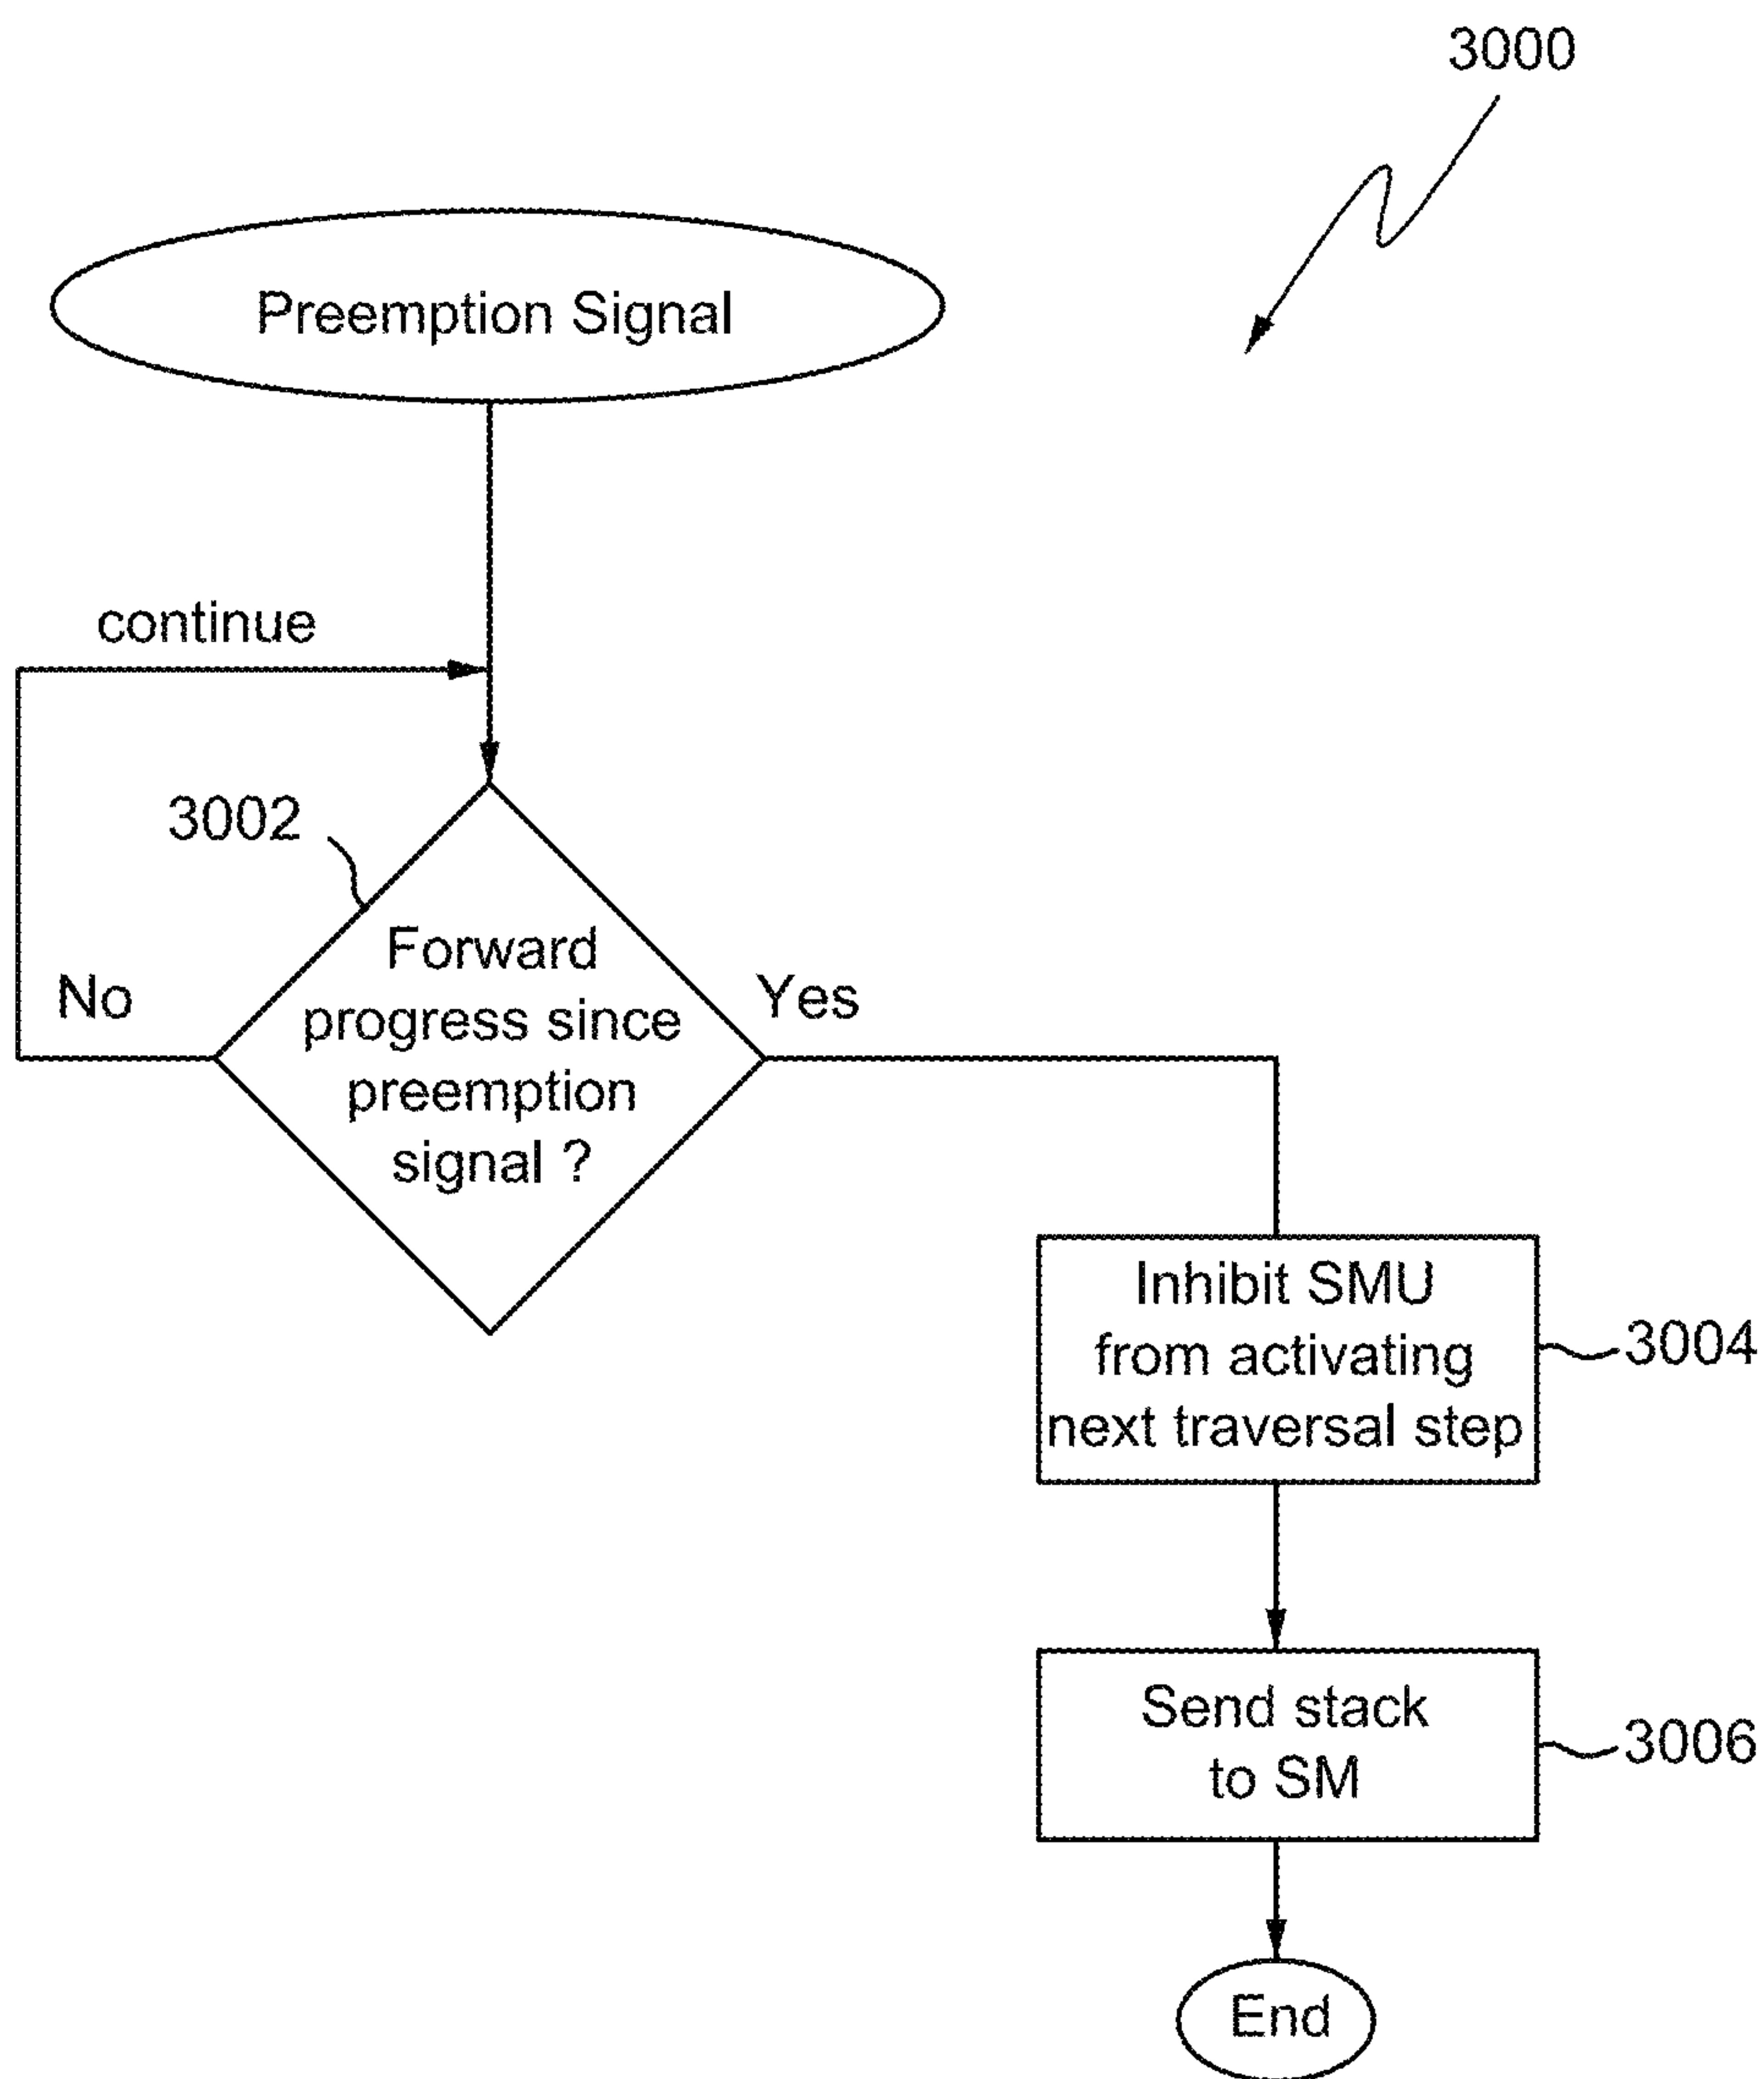 3000
Preemption Signal
continue
3002
Forward
progress since
preemption
signal ?
No
Yes
Inhibit SMU
from activating
next traversal step
3004
Send stack
to SM
3006
End